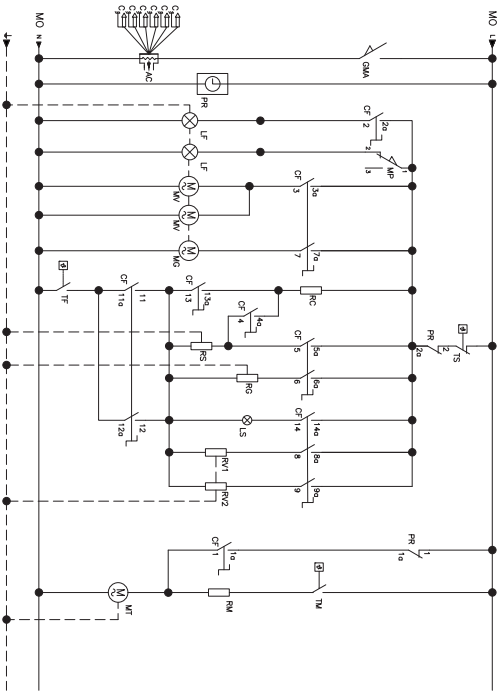 MO
L
MO
N
C C C C C C
g g g g g g
AC
GMA
PR
LF
CF
2
2a
LF
2
MP
1
3
MV
CF
3
3a
MV
MG
7
7a
TF
CF
11a
11
CF
13
13a
RC
CF
4
4a
RS
CF
5
5a
PR
2a
2
TS
RG
6
6a
12a
12
LS
CF
14
14a
RV1
8
8a
RV2
9
9a
CF
1
1a
PR
1a
1
MT
RM
TM
M
M
M
M